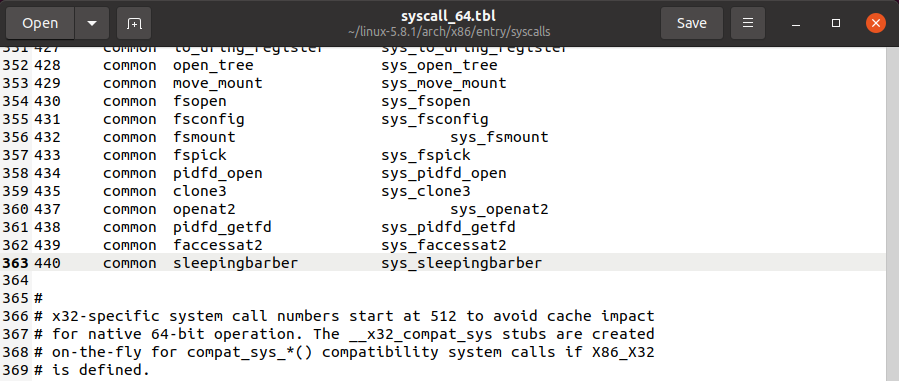 Open
syscall_64.tbl
~/linux-5.8.1/arch/x86/entry/syscalls
Save
351 427 common io_uring_register sys_io_uring_register
352 428 common open_tree sys_open_tree
353 429 common move_mount sys_move_mount
354 430 common fsopen sys_fsopen
355 431 common fsconfig sys_fsconfig
356 432 common fsmount sys_fsmount
357 433 common fspick sys_fspick
358 434 common pidfd_open sys_pidfd_open
359 435 common clone3 sys_clone3
360 437 common openat2 sys_openat2
361 438 common pidfd_getfd sys_pidfd_getfd
362 439 common faccessat2 sys_faccessat2
363 440 common sleepingbarber sys_sleepingbarber
364
365 #
366 # x32-specific system call numbers start at 512 to avoid cache impact
367 # for native 64-bit operation. The __x32_compat_sys stubs are created
368 # on-the-fly for compat_sys_*() compatibility system calls if X86_X32
369 # is defined.